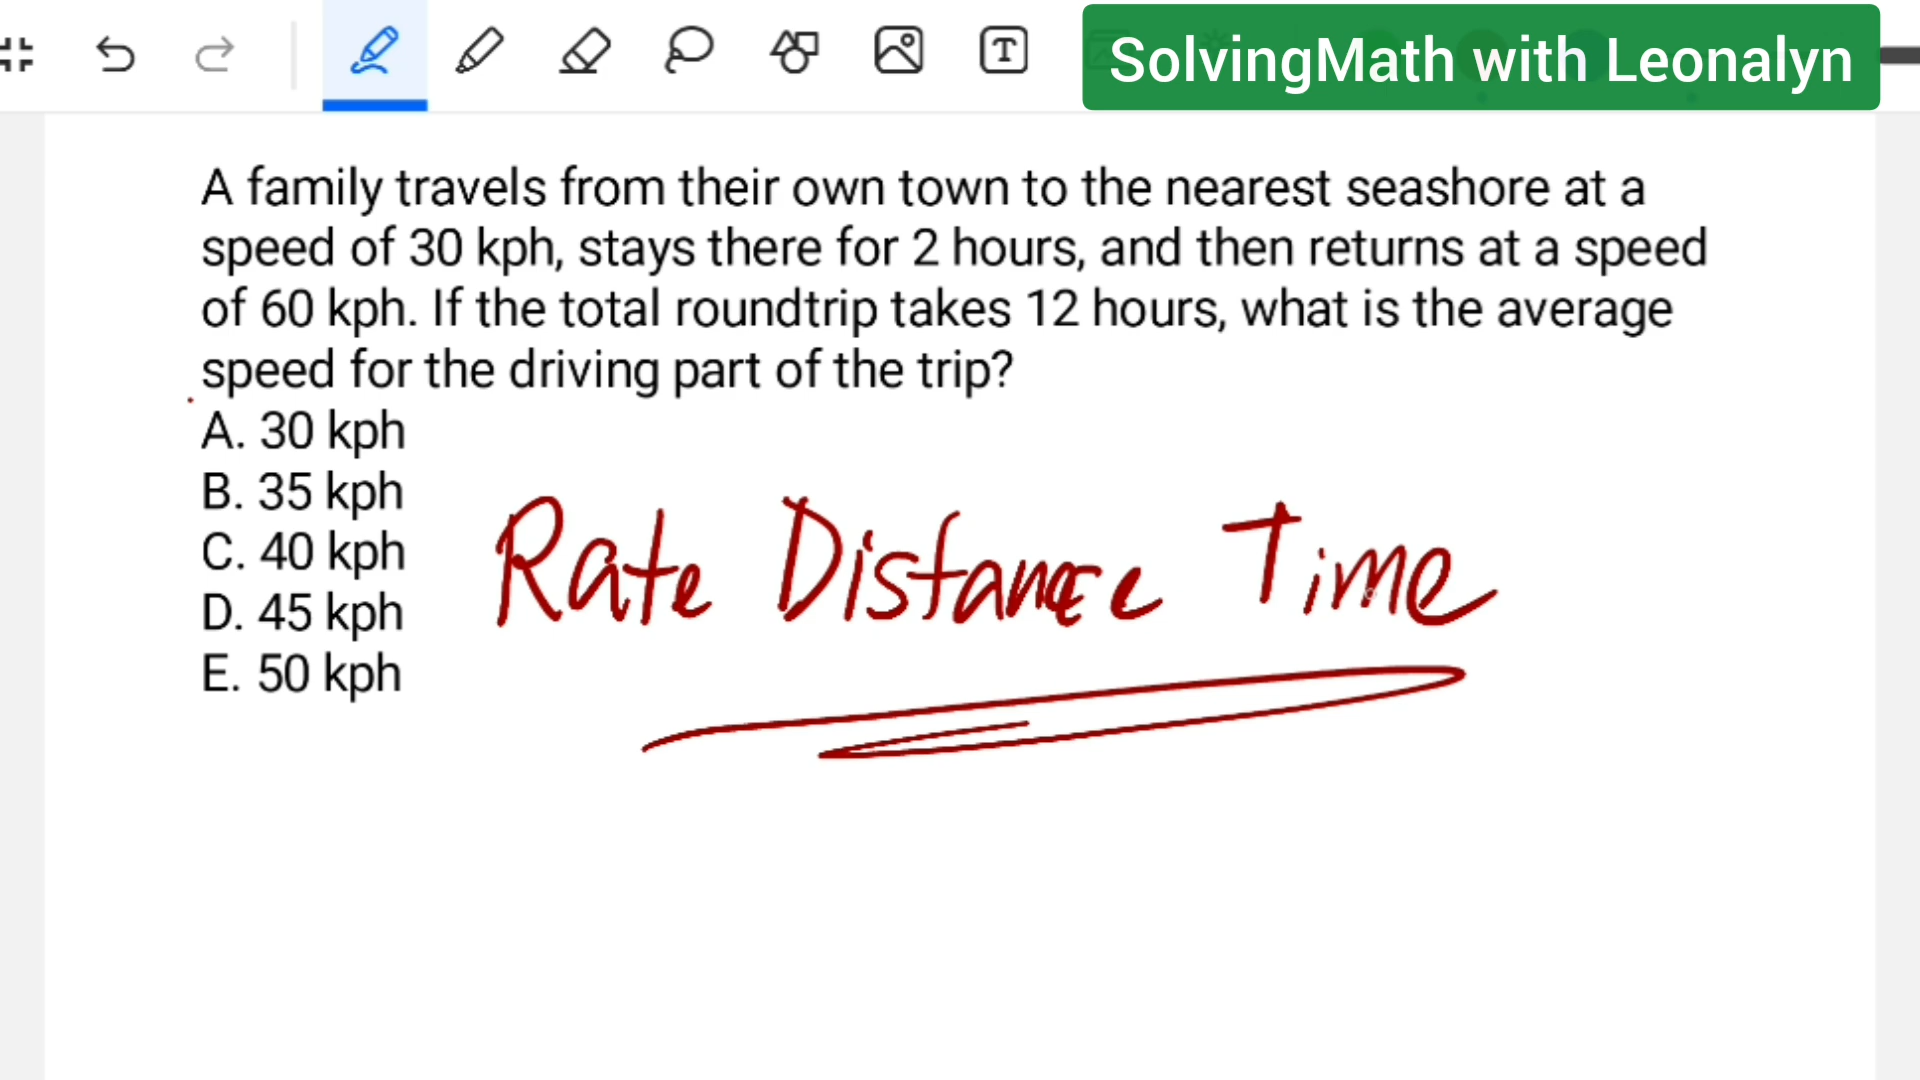 SolvingMath with Leonalyn
A family travels from their own town to the nearest seashore at a
speed of 30 kph, stays there for 2 hours, and then returns at a speed
of 60 kph. If the total roundtrip takes 12 hours, what is the average
speed for the driving part of the trip?
A. 30 kph
B. 35 kph
C. 40 kph
D. 45 kph
E. 50 kph
Rate Distance Time